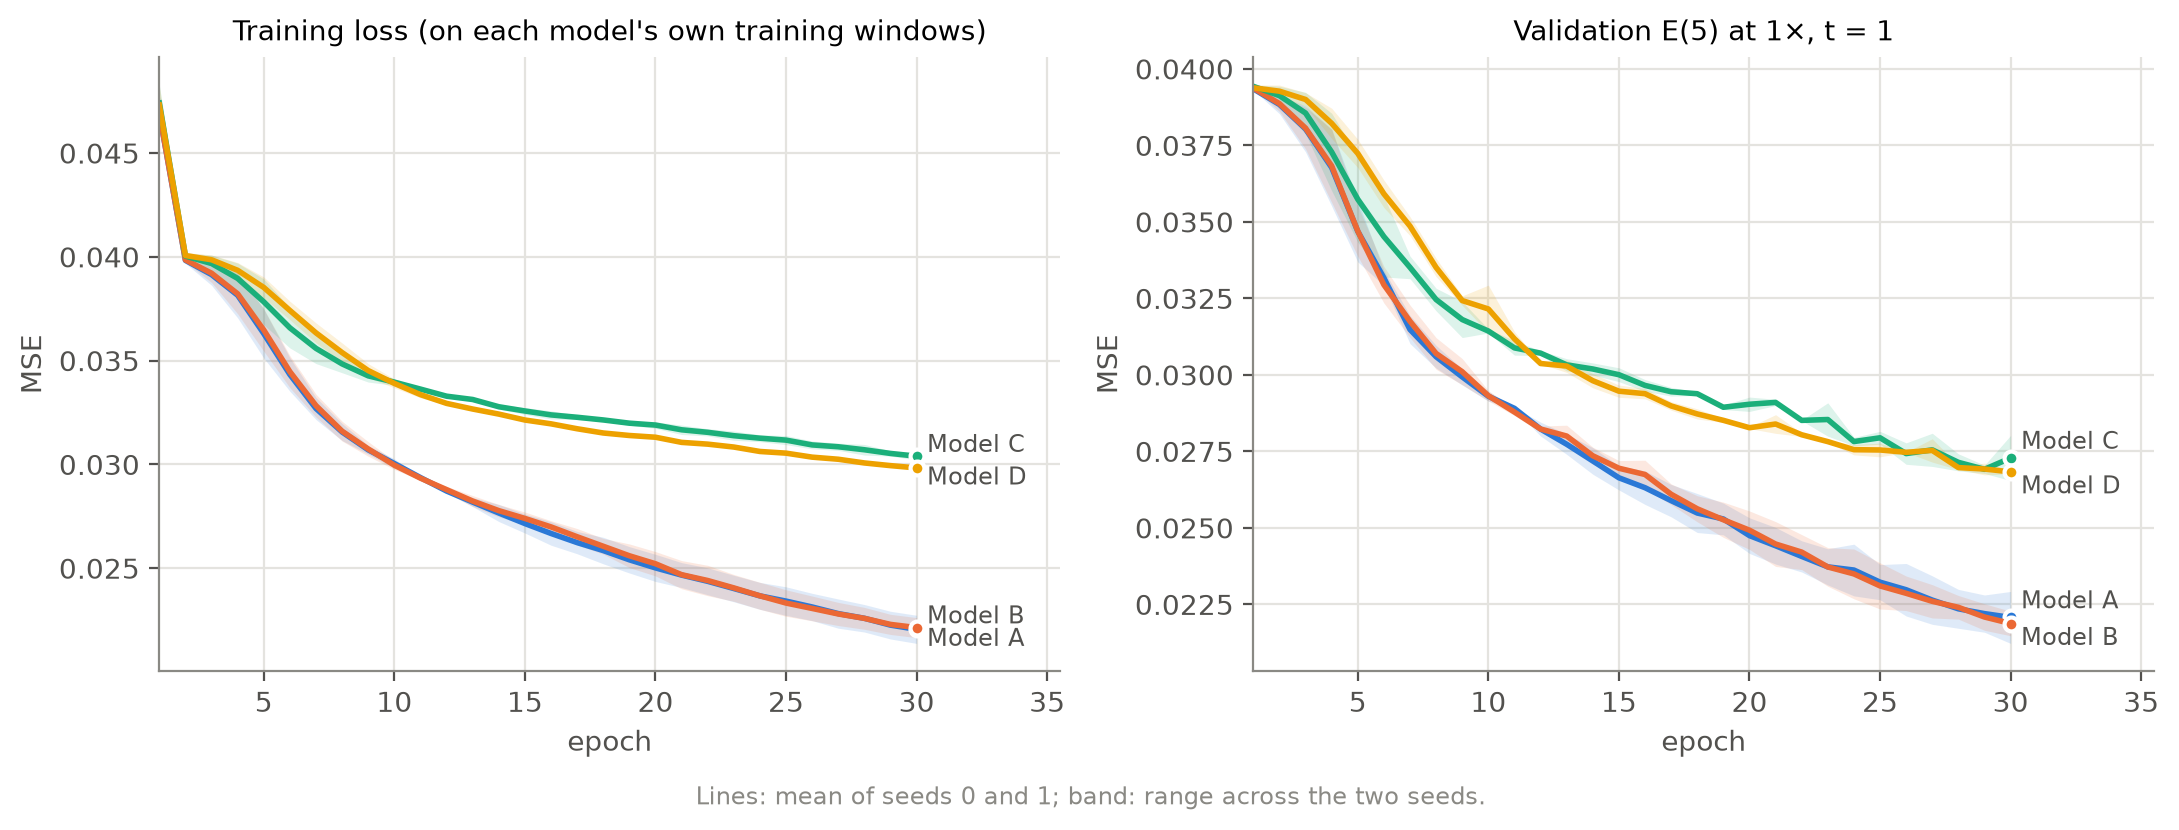 Training loss (on each model's own training windows)
MSE
0.045
0.040
0.035
0.030
0.025
Model C
Model D
Model B
Model A
5 10 15 20 25 30 35
epoch
Validation E(5) at 1×, t = 1
MSE
0.0400
0.0375
0.0350
0.0325
0.0300
0.0275
0.0250
0.0225
Model C
Model D
Model A
Model B
5 10 15 20 25 30 35
epoch
Lines: mean of seeds 0 and 1; band: range across the two seeds.